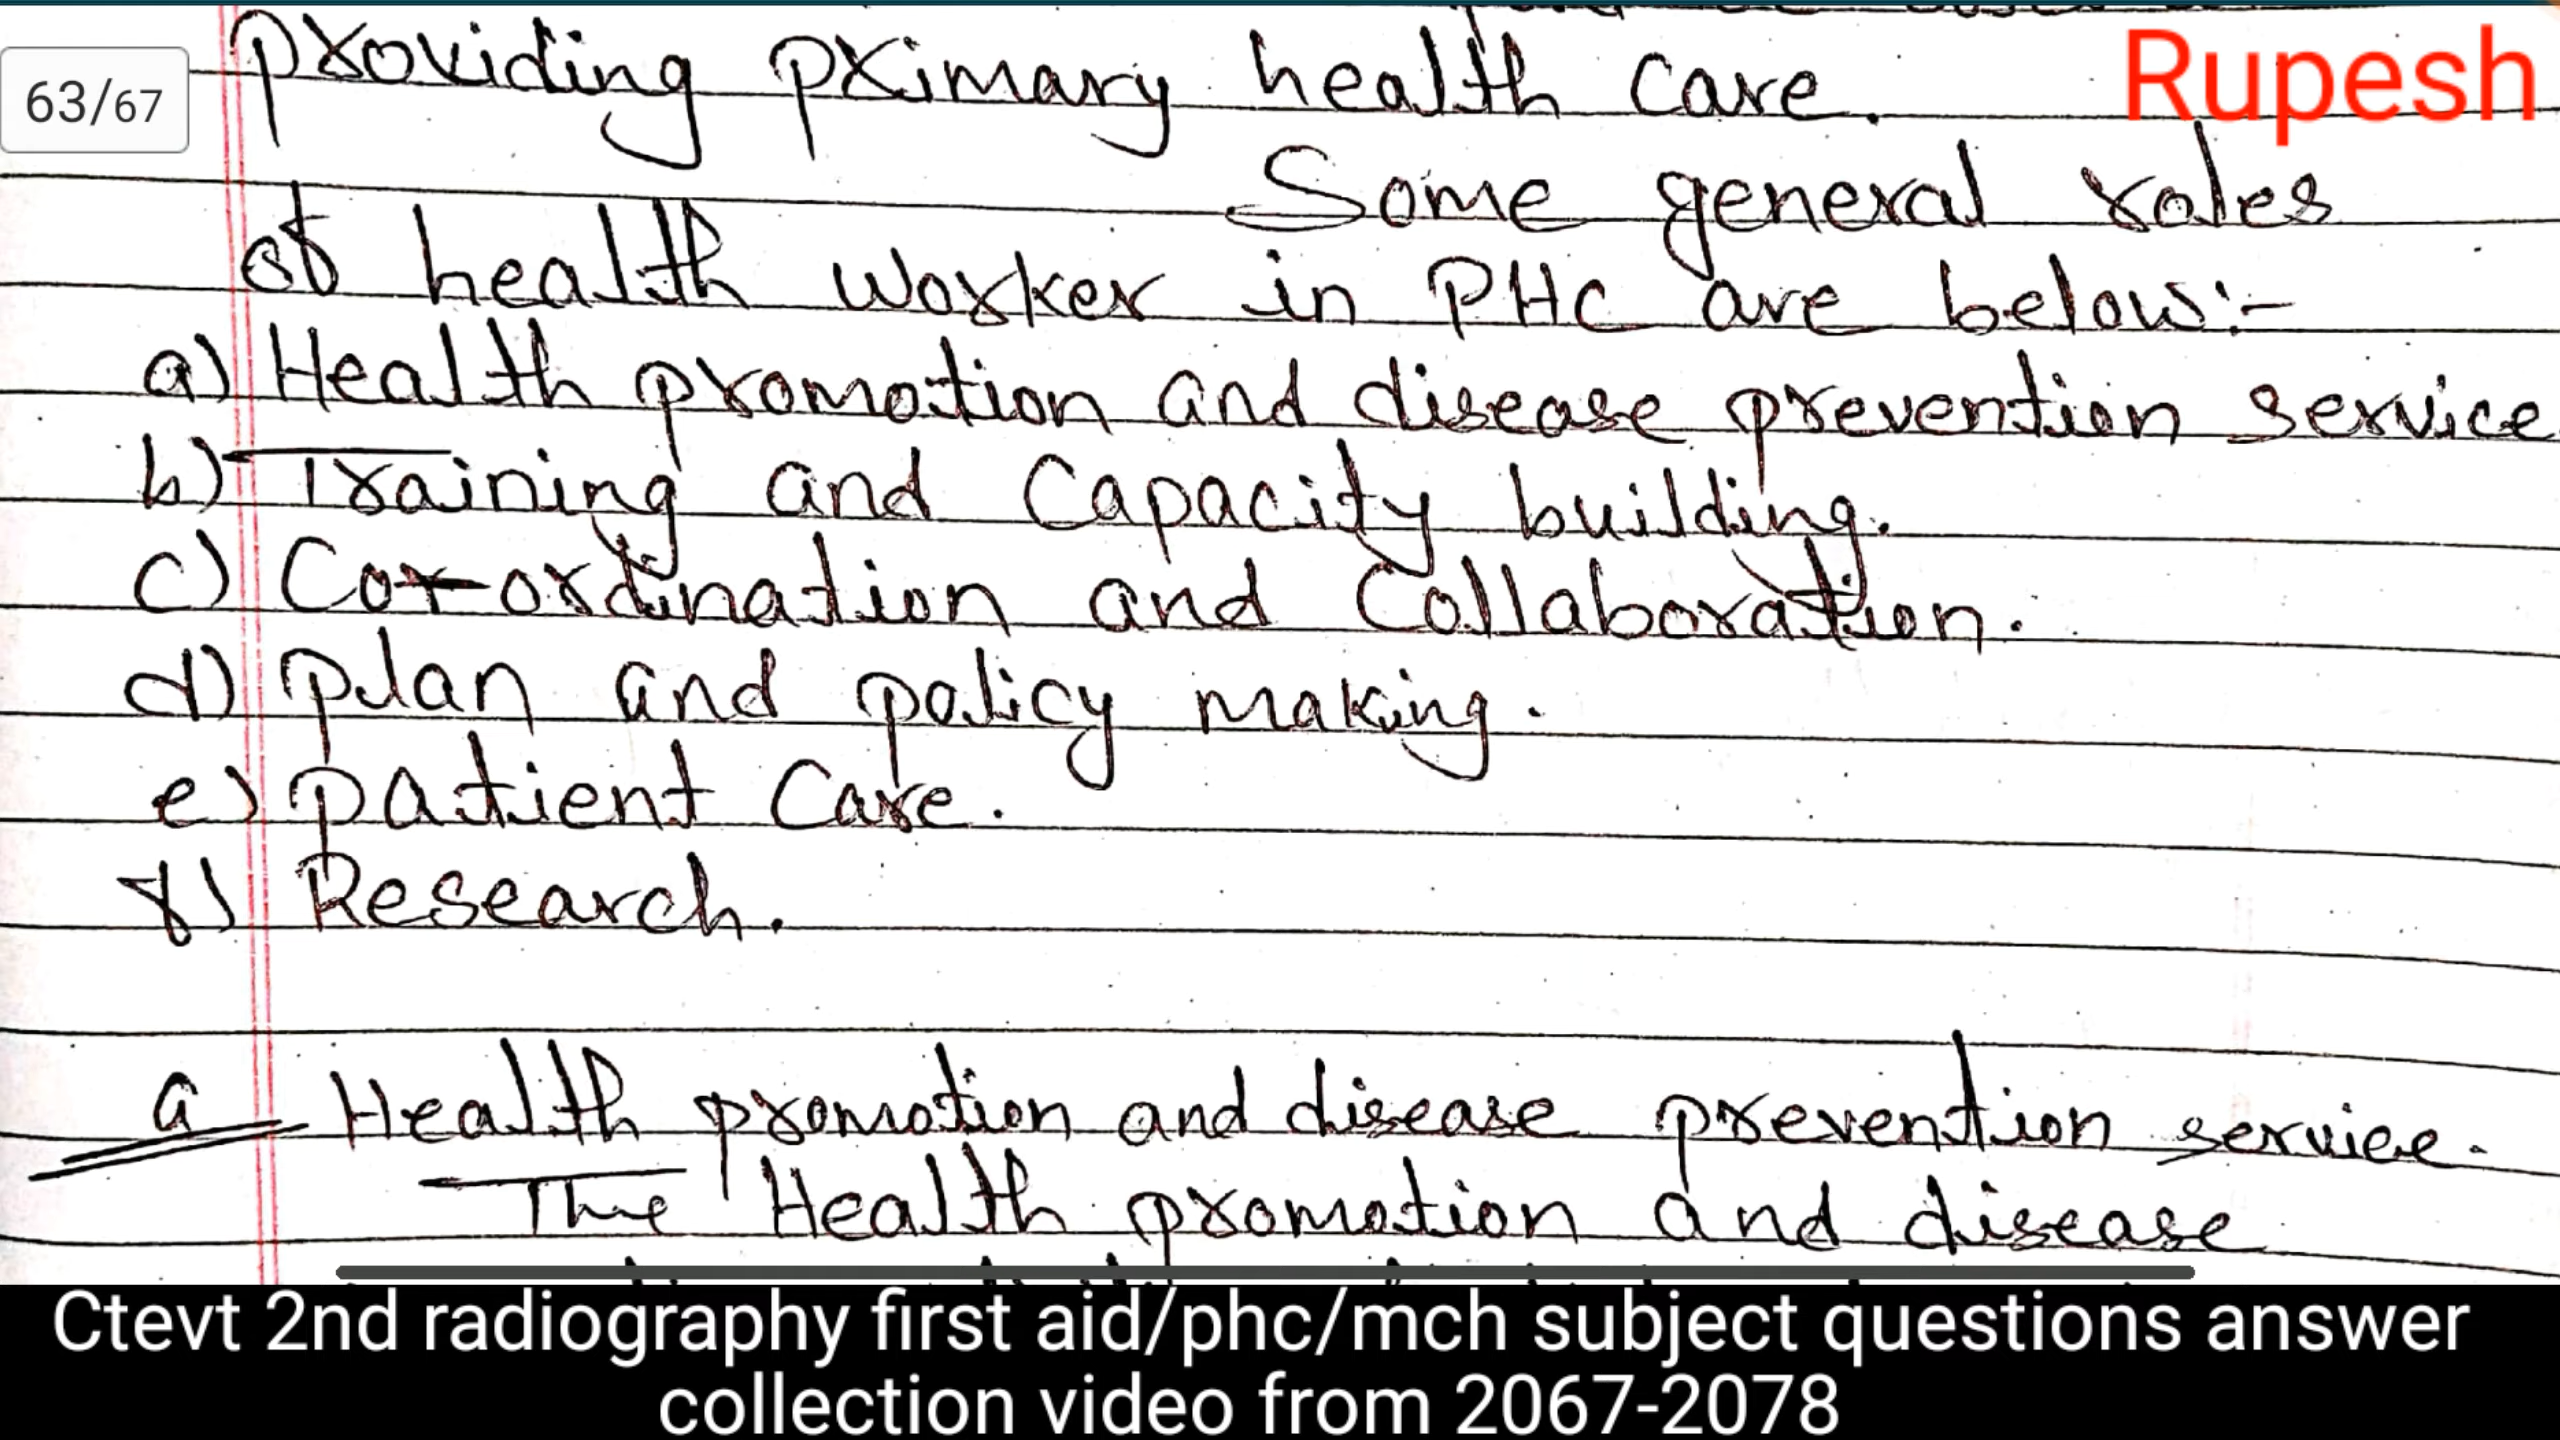 providing primary health care.
Rupesh
63/67
Some general roles
of health worker in PHC are below:-
a) Health promotion and disease prevention service
b) Training and Capacity building.
c) Co-ordination and Collaboration.
d) Plan and policy making.
e) Patient Care.
f) Research.
a Health promotion and disease prevention service.
The Health promotion and disease
Ctevt 2nd radiography first aid/phc/mch subject questions answer
collection video from 2067-2078